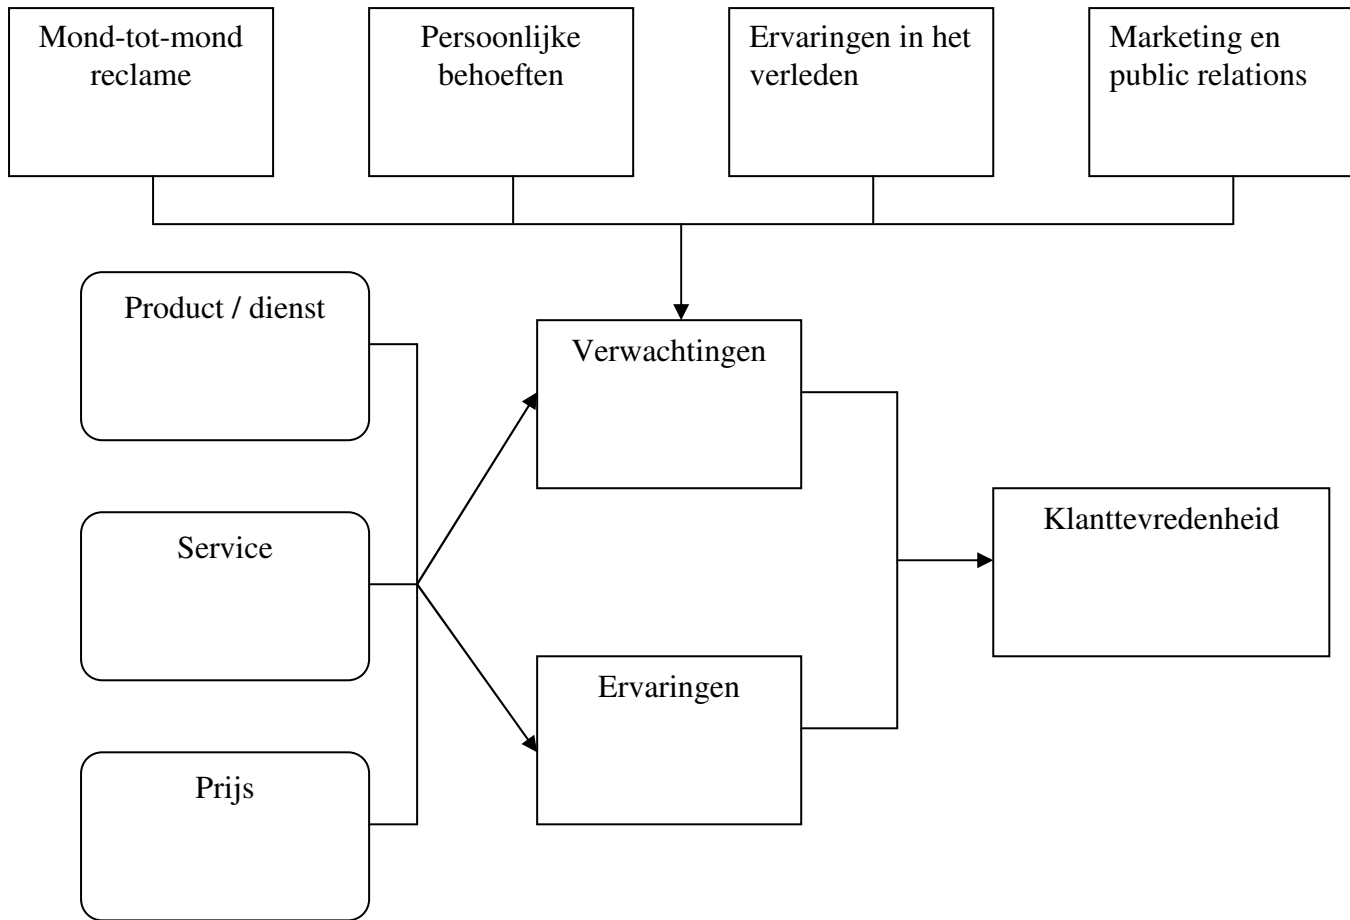 Mond-tot-mond
reclame
Persoonlijke
behoeften
Ervaringen in het
verleden
Marketing en
public relations
Product / dienst
Verwachtingen
Service
Klanttevredenheid
Ervaringen
Prijs